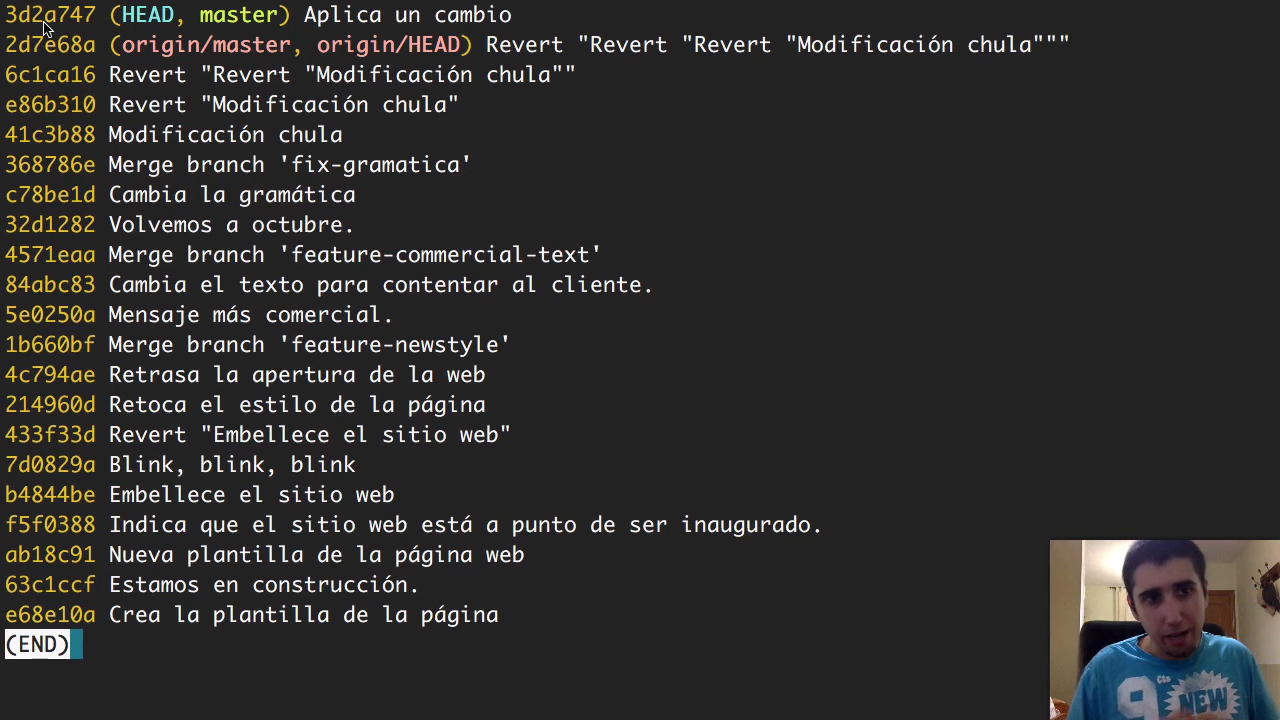 3d2a747 (HEAD, master) Aplica un cambio
2d7e68a (origin/master, origin/HEAD) Revert "Revert "Revert "Modificación chula"""
6c1ca16 Revert "Revert "Modificación chula""
e86b310 Revert "Modificación chula"
41c3b88 Modificación chula
368786e Merge branch 'fix-gramatica'
c78be1d Cambia la gramática
32d1282 Volvemos a octubre.
4571eaa Merge branch 'feature-commercial-text'
84abc83 Cambia el texto para contentar al cliente.
5e0250a Mensaje más comercial.
1b660bf Merge branch 'feature-newstyle'
4c794ae Retrasa la apertura de la web
214960d Retoca el estilo de la página
433f33d Revert "Embellece el sitio web"
7d0829a Blink, blink, blink
b4844be Embellece el sitio web
f5f0388 Indica que el sitio web está a punto de ser inaugurado.
ab18c91 Nueva plantilla de la página web
63c1ccf Estamos en construcción.
e68e10a Crea la plantilla de la página
(END)
9 Cts
NEW